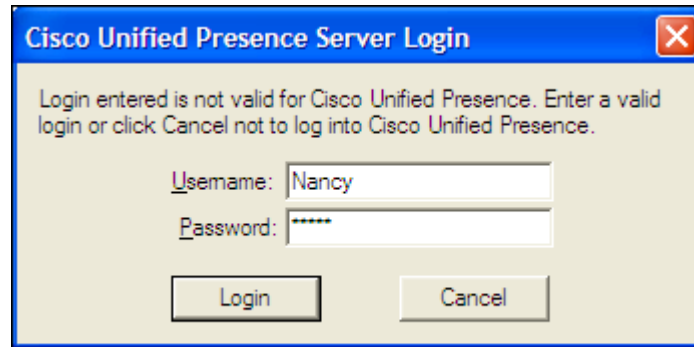 Cisco Unified Presence Server Login
Login entered is not valid for Cisco Unified Presence. Enter a valid
login or click Cancel not to log into Cisco Unified Presence.
Username: Nancy
Password: *****
Login Cancel